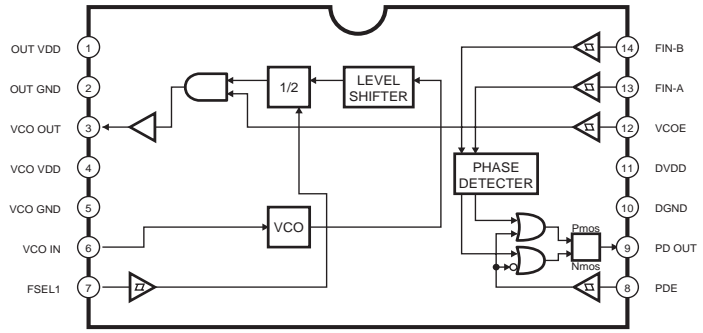 OUT VDD 1
OUT GND 2
VCO OUT 3
VCO VDD 4
VCO GND 5
VCO IN 6
FSEL1 7
1/2
LEVEL
SHIFTER
VCO
PHASE
DETECTER
Pmos
Nmos
14 FIN-B
13 FIN-A
12 VCOE
11 DVDD
10 DGND
9 PD OUT
8 PDE